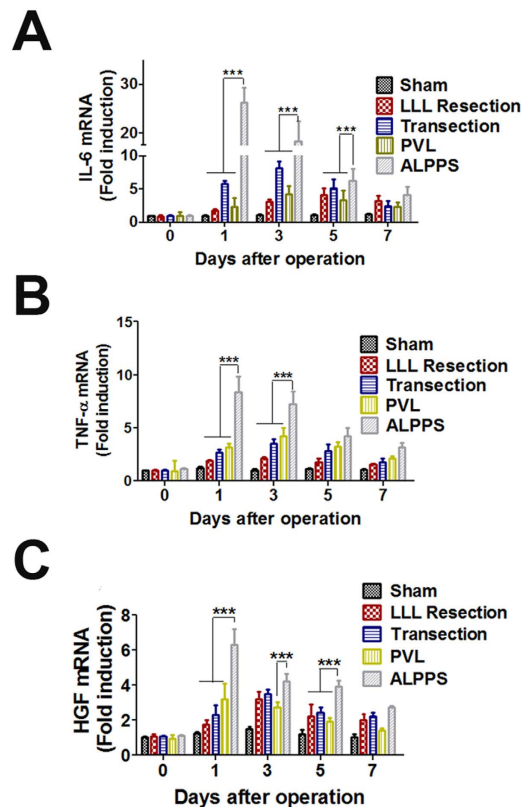 A
IL-6 mRNA
(Fold induction)
30
20
10
5
0
***
***
***
Sham
LLL Resection
Transection
PVL
ALPPS
0 1 3 5 7
Days after operation
B
TNF-α mRNA
(Fold induction)
15
10
5
0
***
***
Sham
LLL Resection
Transection
PVL
ALPPS
0 1 3 5 7
Days after operation
C
HGF mRNA
(Fold induction)
8
6
4
2
0
***
***
***
Sham
LLL Resection
Transection
PVL
ALPPS
0 1 3 5 7
Days after operation